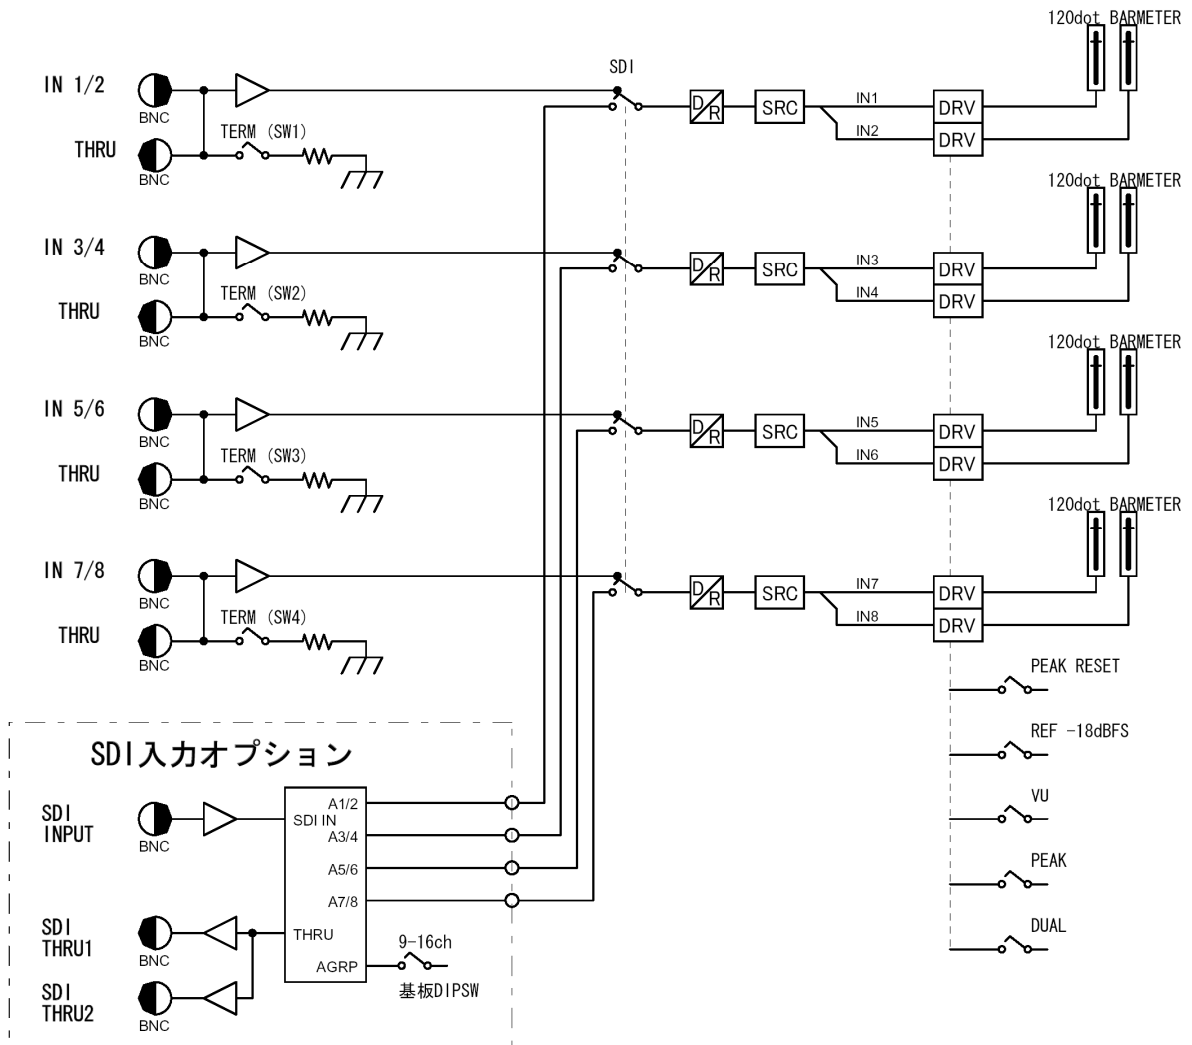 120dot BARMETER
IN 1/2
BNC
SDI
D/R
SRC
IN1
DRV
THRU
BNC
TERM (SW1)
IN2
DRV
120dot BARMETER
IN 3/4
BNC
D/R
SRC
IN3
DRV
THRU
BNC
TERM (SW2)
IN4
DRV
120dot BARMETER
IN 5/6
BNC
D/R
SRC
IN5
DRV
THRU
BNC
TERM (SW3)
IN6
DRV
120dot BARMETER
IN 7/8
BNC
D/R
SRC
IN7
DRV
THRU
BNC
TERM (SW4)
IN8
DRV
PEAK RESET
REF -18dBFS
VU
PEAK
DUAL
SDI入力オプション
SDI
INPUT
BNC
SDI IN
A1/2
A3/4
A5/6
A7/8
SDI
THRU1
BNC
THRU
AGRP
9-16ch
基板DIPSW
SDI
THRU2
BNC